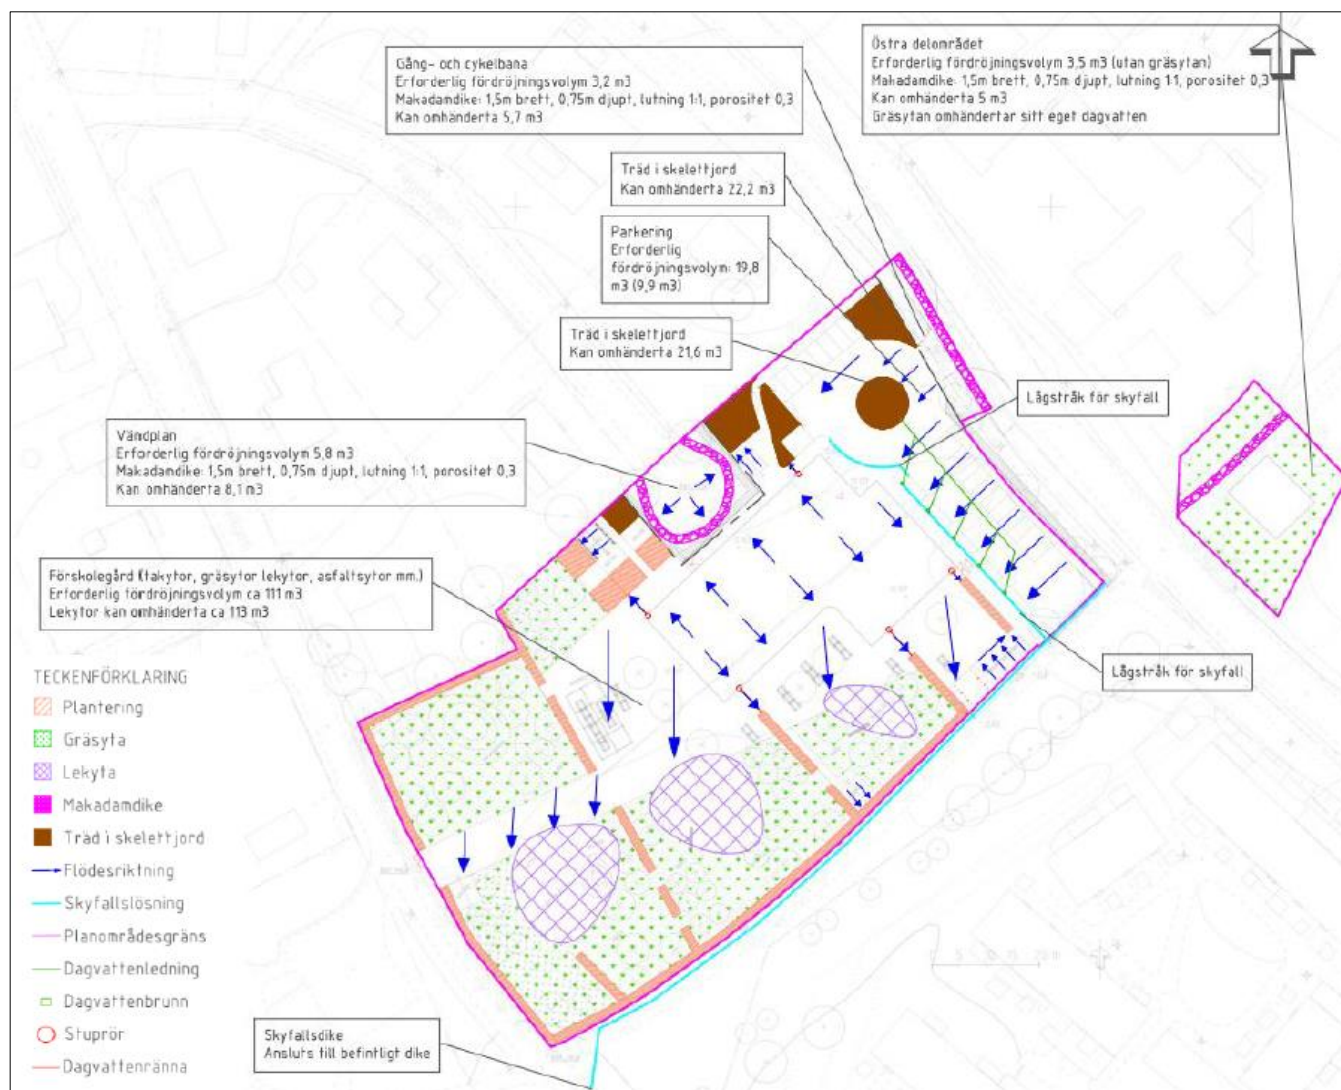 Gång- och cykelbana
Erforderlig fördröjningsvolym 3,2 m3
Makadamdike: 1,5m brett, 0,75m djupt, lutning 1:1, porositet 0,3
Kan omhänderta 5,7 m3
Östra delområdet
Erforderlig fördröjningsvolym 3,5 m3 (utan gräsytan)
Makadamdike: 1,5m brett, 0,75m djupt, lutning 1:1, porositet 0,3
Kan omhänderta 5 m3
Gräsytan omhändertar sitt eget dagvatten
Träd i skelettjord
Kan omhänderta 22,2 m3
Parkering
Erforderlig
fördröjningsvolym: 19,8
m3 (9,9 m3)
Träd i skelettjord
Kan omhänderta 21,6 m3
Lågstråk för skyfall
Vändplan
Erforderlig fördröjningsvolym 5,8 m3
Makadamdike: 1,5m brett, 0,75m djupt, lutning 1:1, porositet 0,3
Kan omhänderta 8,1 m3
Förskolegård (takytor, gräsytor lekytor, asfaltsytor mm.)
Erforderlig fördröjningsvolym ca 111 m3
Lekytor kan omhänderta ca 113 m3
Lågstråk för skyfall
TECKENFÖRKLARING
Plantering
Gräsyta
Lekyta
Makadamdike
Träd i skelettjord
Flödesriktning
Skyfallslösning
Planområdesgräns
Dagvattenledning
Dagvattenbrunn
Stuprör
Dagvattenränna
Skyfallsdike
Ansluts till befintligt dike